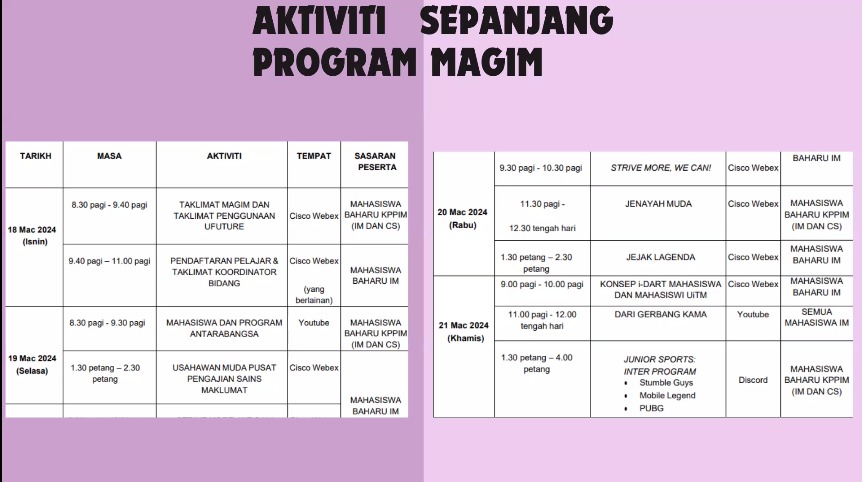 AKTIVITI SEPANJANG
PROGRAM MAGIM
TARIKH MASA AKTIVITI TEMPAT SASARAN
PESERTA
18 Mac 2024
(Isnin)
8.30 pagi - 9.40 pagi
TAKLIMAT MAGIM DAN
TAKLIMAT PENGGUNAAN
UFUTURE
Cisco Webex
MAHASISWA
BAHARU KPPIM
(IM DAN CS)
9.40 pagi – 11.00 pagi
PENDAFTARAN PELAJAR &
TAKLIMAT KOORDINATOR
BIDANG
Cisco Webex
(yang
berlainan)
MAHASISWA
BAHARU IM
19 Mac 2024
(Selasa)
8.30 pagi - 9.30 pagi
MAHASISWA DAN PROGRAM
ANTARABANGSA
Youtube
MAHASISWA
BAHARU KPPIM
(IM DAN CS)
1.30 petang – 2.30
petang
USAHAWAN MUDA PUSAT
PENGAJIAN SAINS
MAKLUMAT
Cisco Webex
MAHASISWA
BAHARU IM
20 Mac 2024
(Rabu)
9.30 pagi - 10.30 pagi
STRIVE MORE, WE CAN!
Cisco Webex
BAHARU IM
11.30 pagi -
12.30 tengah hari
JENAYAH MUDA
Cisco Webex
MAHASISWA
BAHARU KPPIM
(IM DAN CS)
1.30 petang – 2.30
petang
JEJAK LAGENDA
Cisco Webex
MAHASISWA
BAHARU IM
21 Mac 2024
(Khamis)
9.00 pagi - 10.00 pagi
KONSEP i-DART MAHASISWA
DAN MAHASISWI UiTM
Cisco Webex
MAHASISWA
BAHARU IM
11.00 pagi - 12.00
tengah hari
DARI GERBANG KAMA
Youtube
SEMUA
MAHASISWA IM
1.30 petang – 4.00
petang
JUNIOR SPORTS:
INTER PROGRAM
• Stumble Guys
• Mobile Legend
• PUBG
Discord
MAHASISWA
BAHARU KPPIM
(IM DAN CS)